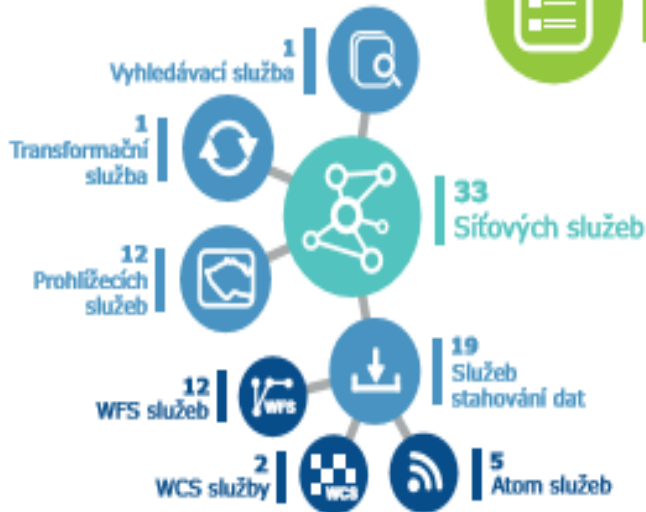 1
Vyhledávací služba
1
Transformační
služba
33
Síťových služeb
12
Prohlížecích
služeb
19
Služeb
stahování dat
12
WFS služeb
WFS
2
WCS služby
WCS
5
Atom služeb